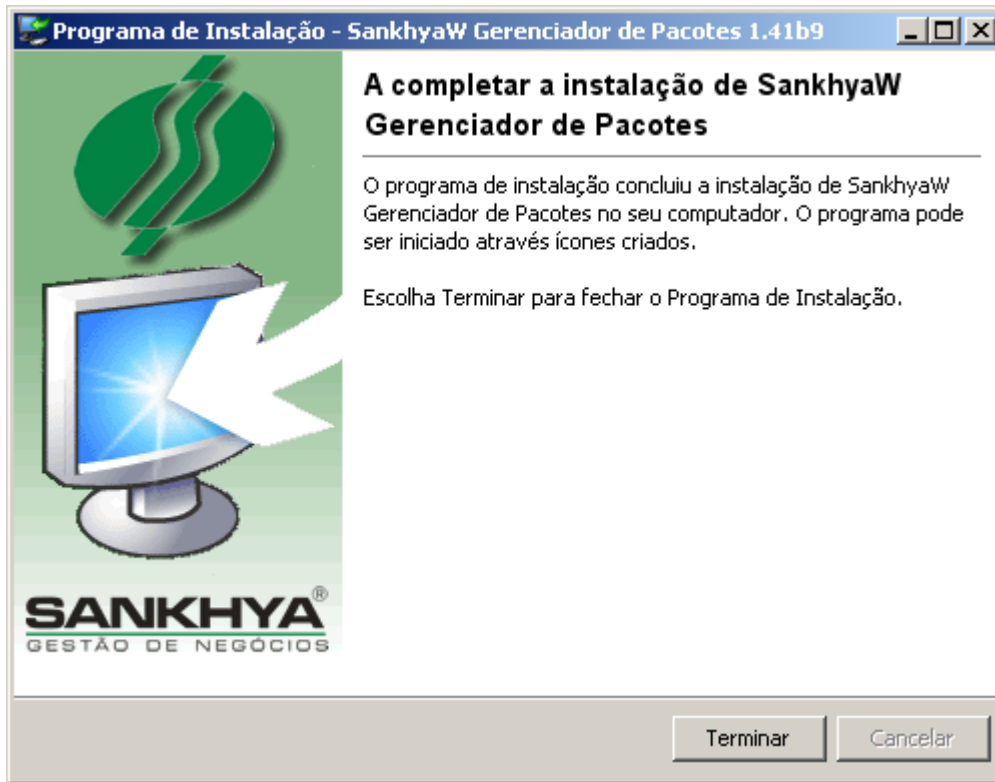 Programa de Instalação - SankhyaW Gerenciador de Pacotes 1.41b9
A completar a instalação de SankhyaW
Gerenciador de Pacotes
O programa de instalação concluiu a instalação de SankhyaW
Gerenciador de Pacotes no seu computador. O programa pode
ser iniciado através ícones criados.
Escolha Terminar para fechar o Programa de Instalação.
SANKHYA®
GESTÃO DE NEGÓCIOS
Terminar
Cancelar